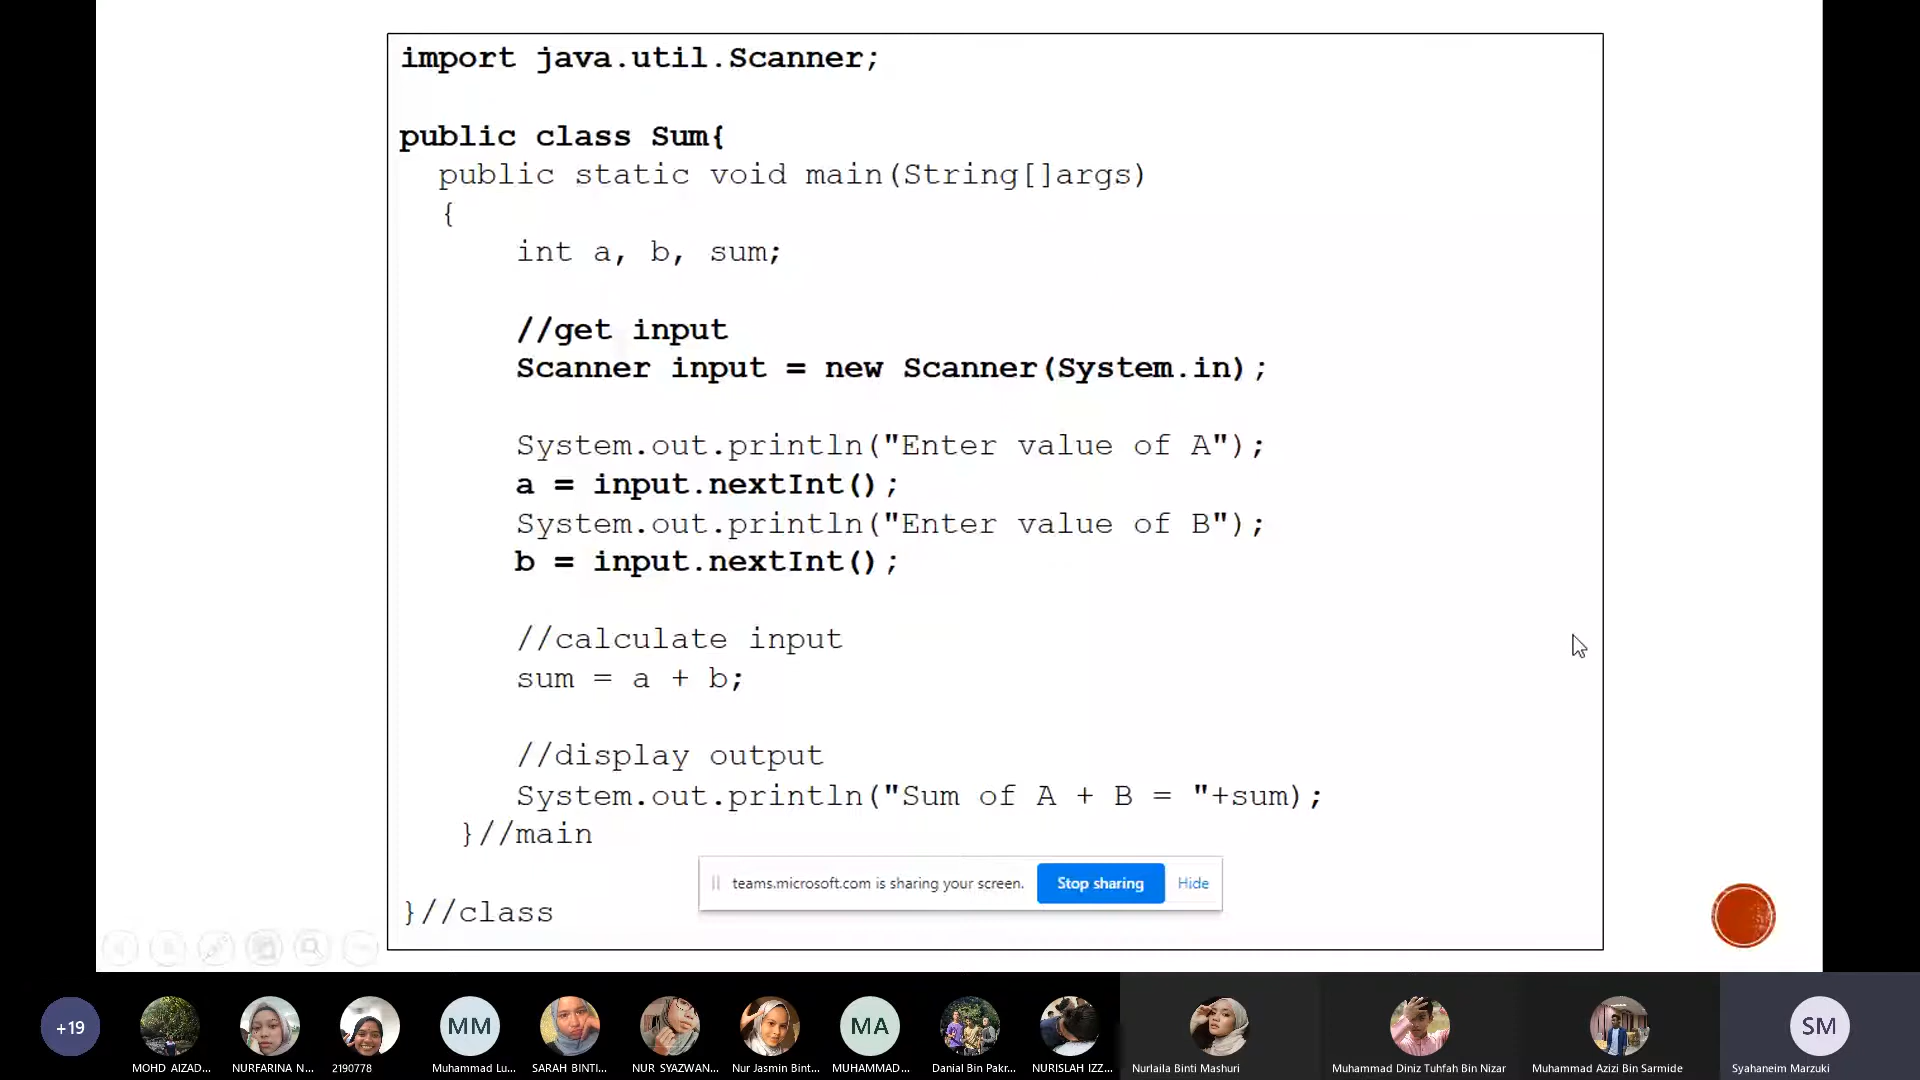 import java.util.Scanner;
public class Sum{
public static void main(String[]args)
{
int a, b, sum;
//get input
Scanner input = new Scanner(System.in);
System.out.println("Enter value of A");
a = input.nextInt();
System.out.println("Enter value of B");
b = input.nextInt();
//calculate input
sum = a + b;
//display output
System.out.println("Sum of A + B = "+sum);
}//main
teams.microsoft.com is sharing your screen. Stop sharing Hide
}//class
+19 MM MA SM
MOHD AIZAD... NURFARINA N... 2190778 Muhammad Lu... SARAH BINTI... NUR SYAZWAN... Nur Jasmin Bint... MUHAMMAD... Danial Bin Pakr... NURISLAH IZZ... Nurlaila Binti Mashuri Muhammad Diniz Tuhfah Bin Nizar Muhammad Azizi Bin Sarmide Syahaneim Marzuki